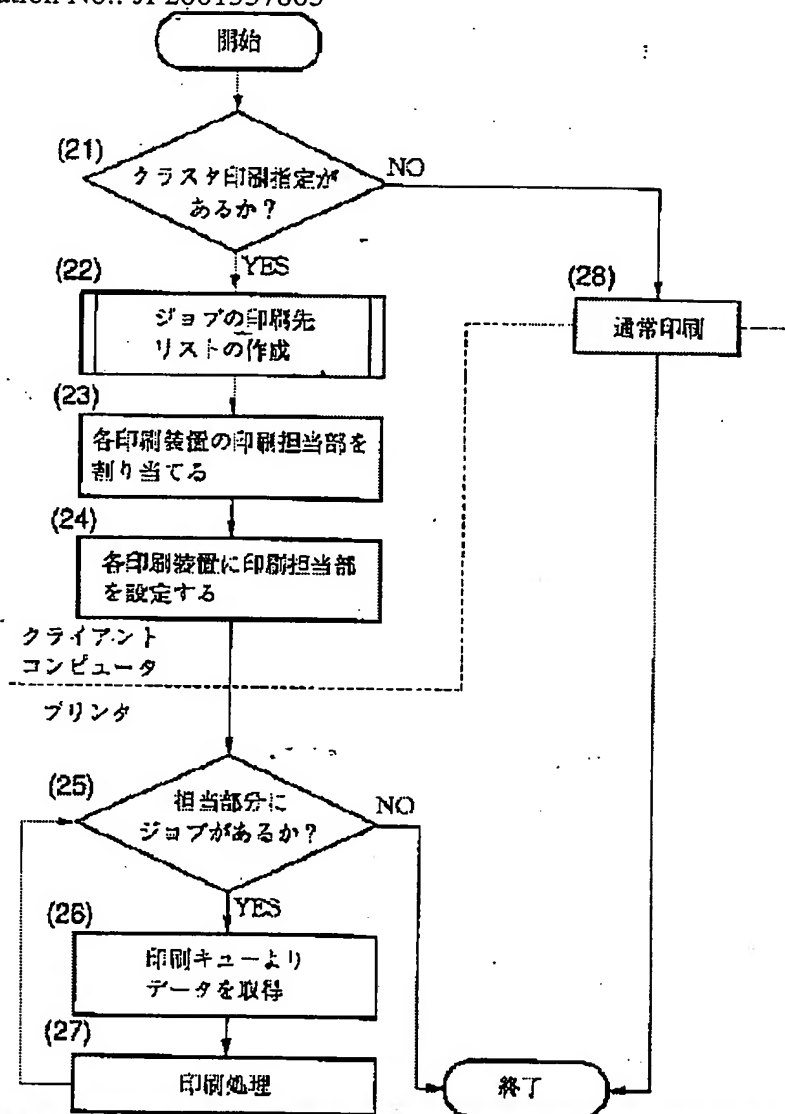 ation No.: JP2001337805
開始
(21)
クラスタ印刷指定が
あるか？
NO
YES
(22)
ジョブの印刷先
リストの作成
(28)
通常印刷
(23)
各印刷装置の印刷担当部を
割り当てる
(24)
各印刷装置に印刷担当部
を設定する
クライアント
コンピュータ
プリンタ
(25)
担当部分に
ジョブがあるか？
NO
YES
(26)
印刷キューより
データを取得
(27)
印刷処理
終了